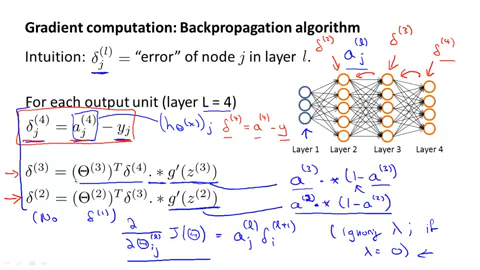 Gradient computation: Backpropagation algorithm
Intuition: δ_j^{(l)} = “error” of node j in layer l.
δ^{(2)} δ^{(3)} δ^{(4)}
a_j^{(l)}
For each output unit (layer L = 4)
Layer 1 Layer 2 Layer 3 Layer 4
δ_j^{(4)} = a_j^{(4)} − y_j (h_Θ(x))_j δ^{(4)} = a^{(4)} − y
δ^{(3)} = (Θ^{(3)})^T δ^{(4)} .∗ g′(z^{(3)}) a^{(3)} .* (1−a^{(3)})
δ^{(2)} = (Θ^{(2)})^T δ^{(3)} .∗ g′(z^{(2)}) a^{(2)} .* (1−a^{(2)})
(No δ^{(1)})
∂/∂Θ_{ij}^{(l)} J(Θ) = a_j^{(l)} δ_i^{(l+1)} (ignoring λ; if
λ = 0)